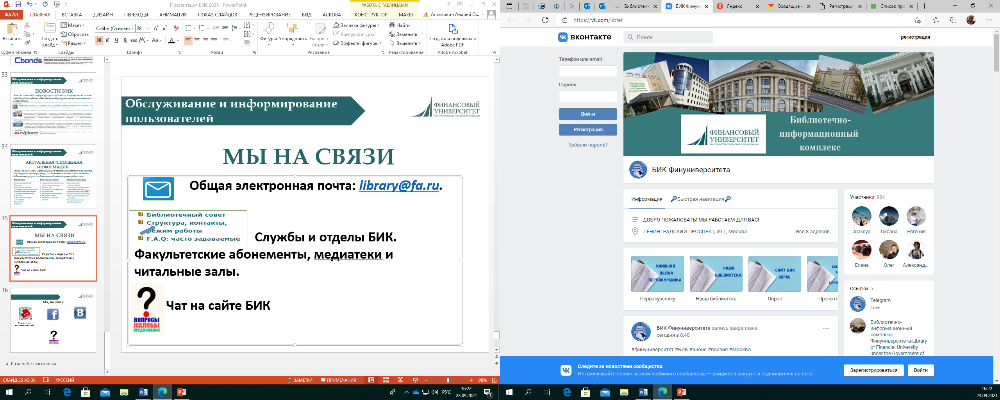 Презентация БИК 2021 - PowerPoint
РАБОТА С ТАБЛИЦАМИ
ФАЙЛ ГЛАВНАЯ ВСТАВКА ДИЗАЙН ПЕРЕХОДЫ АНИМАЦИЯ ПОКАЗ СЛАЙДОВ РЕЦЕНЗИРОВАНИЕ ВИД ACROBAT КОНСТРУКТОР МАКЕТ Астапович Андрей О...
Вставить
Создать слайд
Макет
Сбросить
Раздел
Calibri (Основно 28
Ж К Ч S abc AV Aa А
Фигуры Упорядочить Экспресс-стили
Заливка фигуры
Контур фигуры
Эффекты фигуры
Найти
Заменить
Выделить
Создать и поделиться
Adobe PDF
Буфер обмена Слайды Шрифт Абзац Рисование Редактирование Adobe Acrobat
Cbonds
33
Обслуживание и информирование
пользователей
НОВОСТИ БИК
explorer
34
Обслуживание и информирование
пользователей
АКТУАЛЬНАЯ И ПОЛЕЗНАЯ
ИНФОРМАЦИЯ
35
Обслуживание и информирование
пользователей
МЫ НА СВЯЗИ
Общая электронная почта: library@fa.ru.
Службы и отделы БИК.
Факультетские абонементы, медиатеки и
читальные залы.
Чат на сайте БИК
36
Мы, на связи
Виртуальная
справочная служба
Раздел без заголовка
Обслуживание и информирование
пользователей
ФИНАНСОВЫЙ
УНИВЕРСИТЕТ
ПРИ ПРАВИТЕЛЬСТВЕ РОССИЙСКОЙ ФЕДЕРАЦИИ
МЫ НА СВЯЗИ
Общая электронная почта: library@fa.ru.
Библиотечный совет
Структура, контакты,
режим работы
F.A.Q: часто задаваемые
Службы и отделы БИК.
Факультетские абонементы, медиатеки и
читальные залы.
ВОПРОСЫ
ЖАЛОБЫ
ПРЕДЛОЖЕНИЯ
Чат на сайте БИК
СЛАЙД 35 ИЗ 36 РУССКИЙ ЗАМЕТКИ ПРИМЕЧАНИЯ 98%
РУС
16:22
23.09.2021
1
Библиотечн
БИК Финун
Яндекс
Входящие —
Регистраци
Список про
https://vk.com/libfef
вконтакте
Поиск
регистрация
Телефон или email
Пароль
Войти
Регистрация
Забыли пароль?
ФИНАНСОВЫЙ
УНИВЕРСИТЕТ
ПРИ ПРАВИТЕЛЬСТВЕ РОССИЙСКОЙ ФЕДЕРАЦИИ
Библиотечно-
информационный
комплекс
БИК Финуниверситета
Информация
Быстрая навигация
ДОБРО ПОЖАЛОВАТЬ! МЫ РАБОТАЕМ ДЛЯ ВАС!
ЛЕНИНГРАДСКИЙ ПРОСПЕКТ, 49 1, Москва
Все 8 адресов
КНИЖНАЯ
ПОЛКА
ПЕРВОКУРСНИКА
НАША
БИБЛИОТЕКА
САЙТ БИК
ОПРОС
Первокурснику
Наша библиотека
Опрос
Презента
БИК Финуниверситета запись закреплена
сегодня в 8:40
#финуниверситет #БИК #анонс #поэзия #Москва
Участники 964
Araksya Оксана Евгения
Елена Олег Александ...
Ссылки 5
Telegram
t.me
Библиотечно-
информационный
комплекс
Финуниверситета-Library
of Financial University
under the Government of
Следите за новостями сообщества
Не пропускайте новые записи любимого сообщества — войдите в аккаунт и подпишитесь на него.
Зарегистрироваться
Войти
16:22
23.09.2021